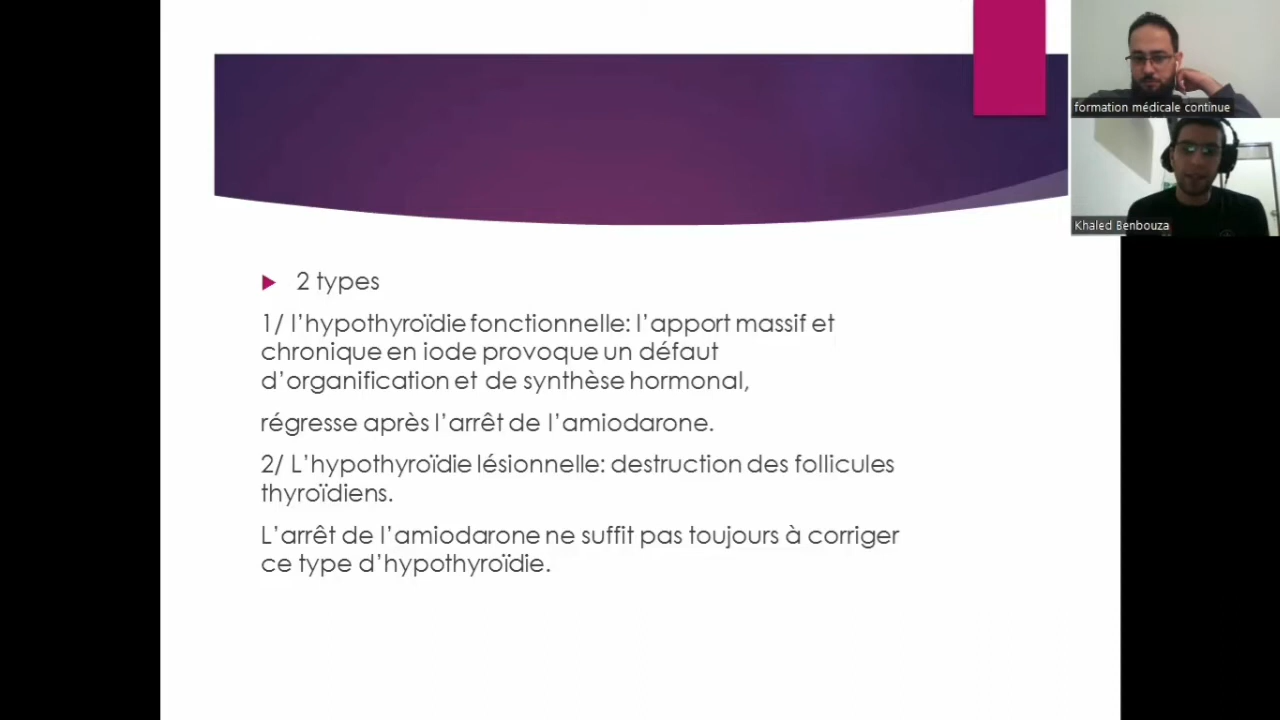 formation médicale continue
Khaled Benbouza
2 types
1/ l’hypothyroïdie fonctionnelle: l’apport massif et
chronique en iode provoque un défaut
d’organification et de synthèse hormonal,
régresse après l’arrêt de l’amiodarone.
2/ L’hypothyroïdie lésionnelle: destruction des follicules
thyroïdiens.
L’arrêt de l’amiodarone ne suffit pas toujours à corriger
ce type d’hypothyroïdie.